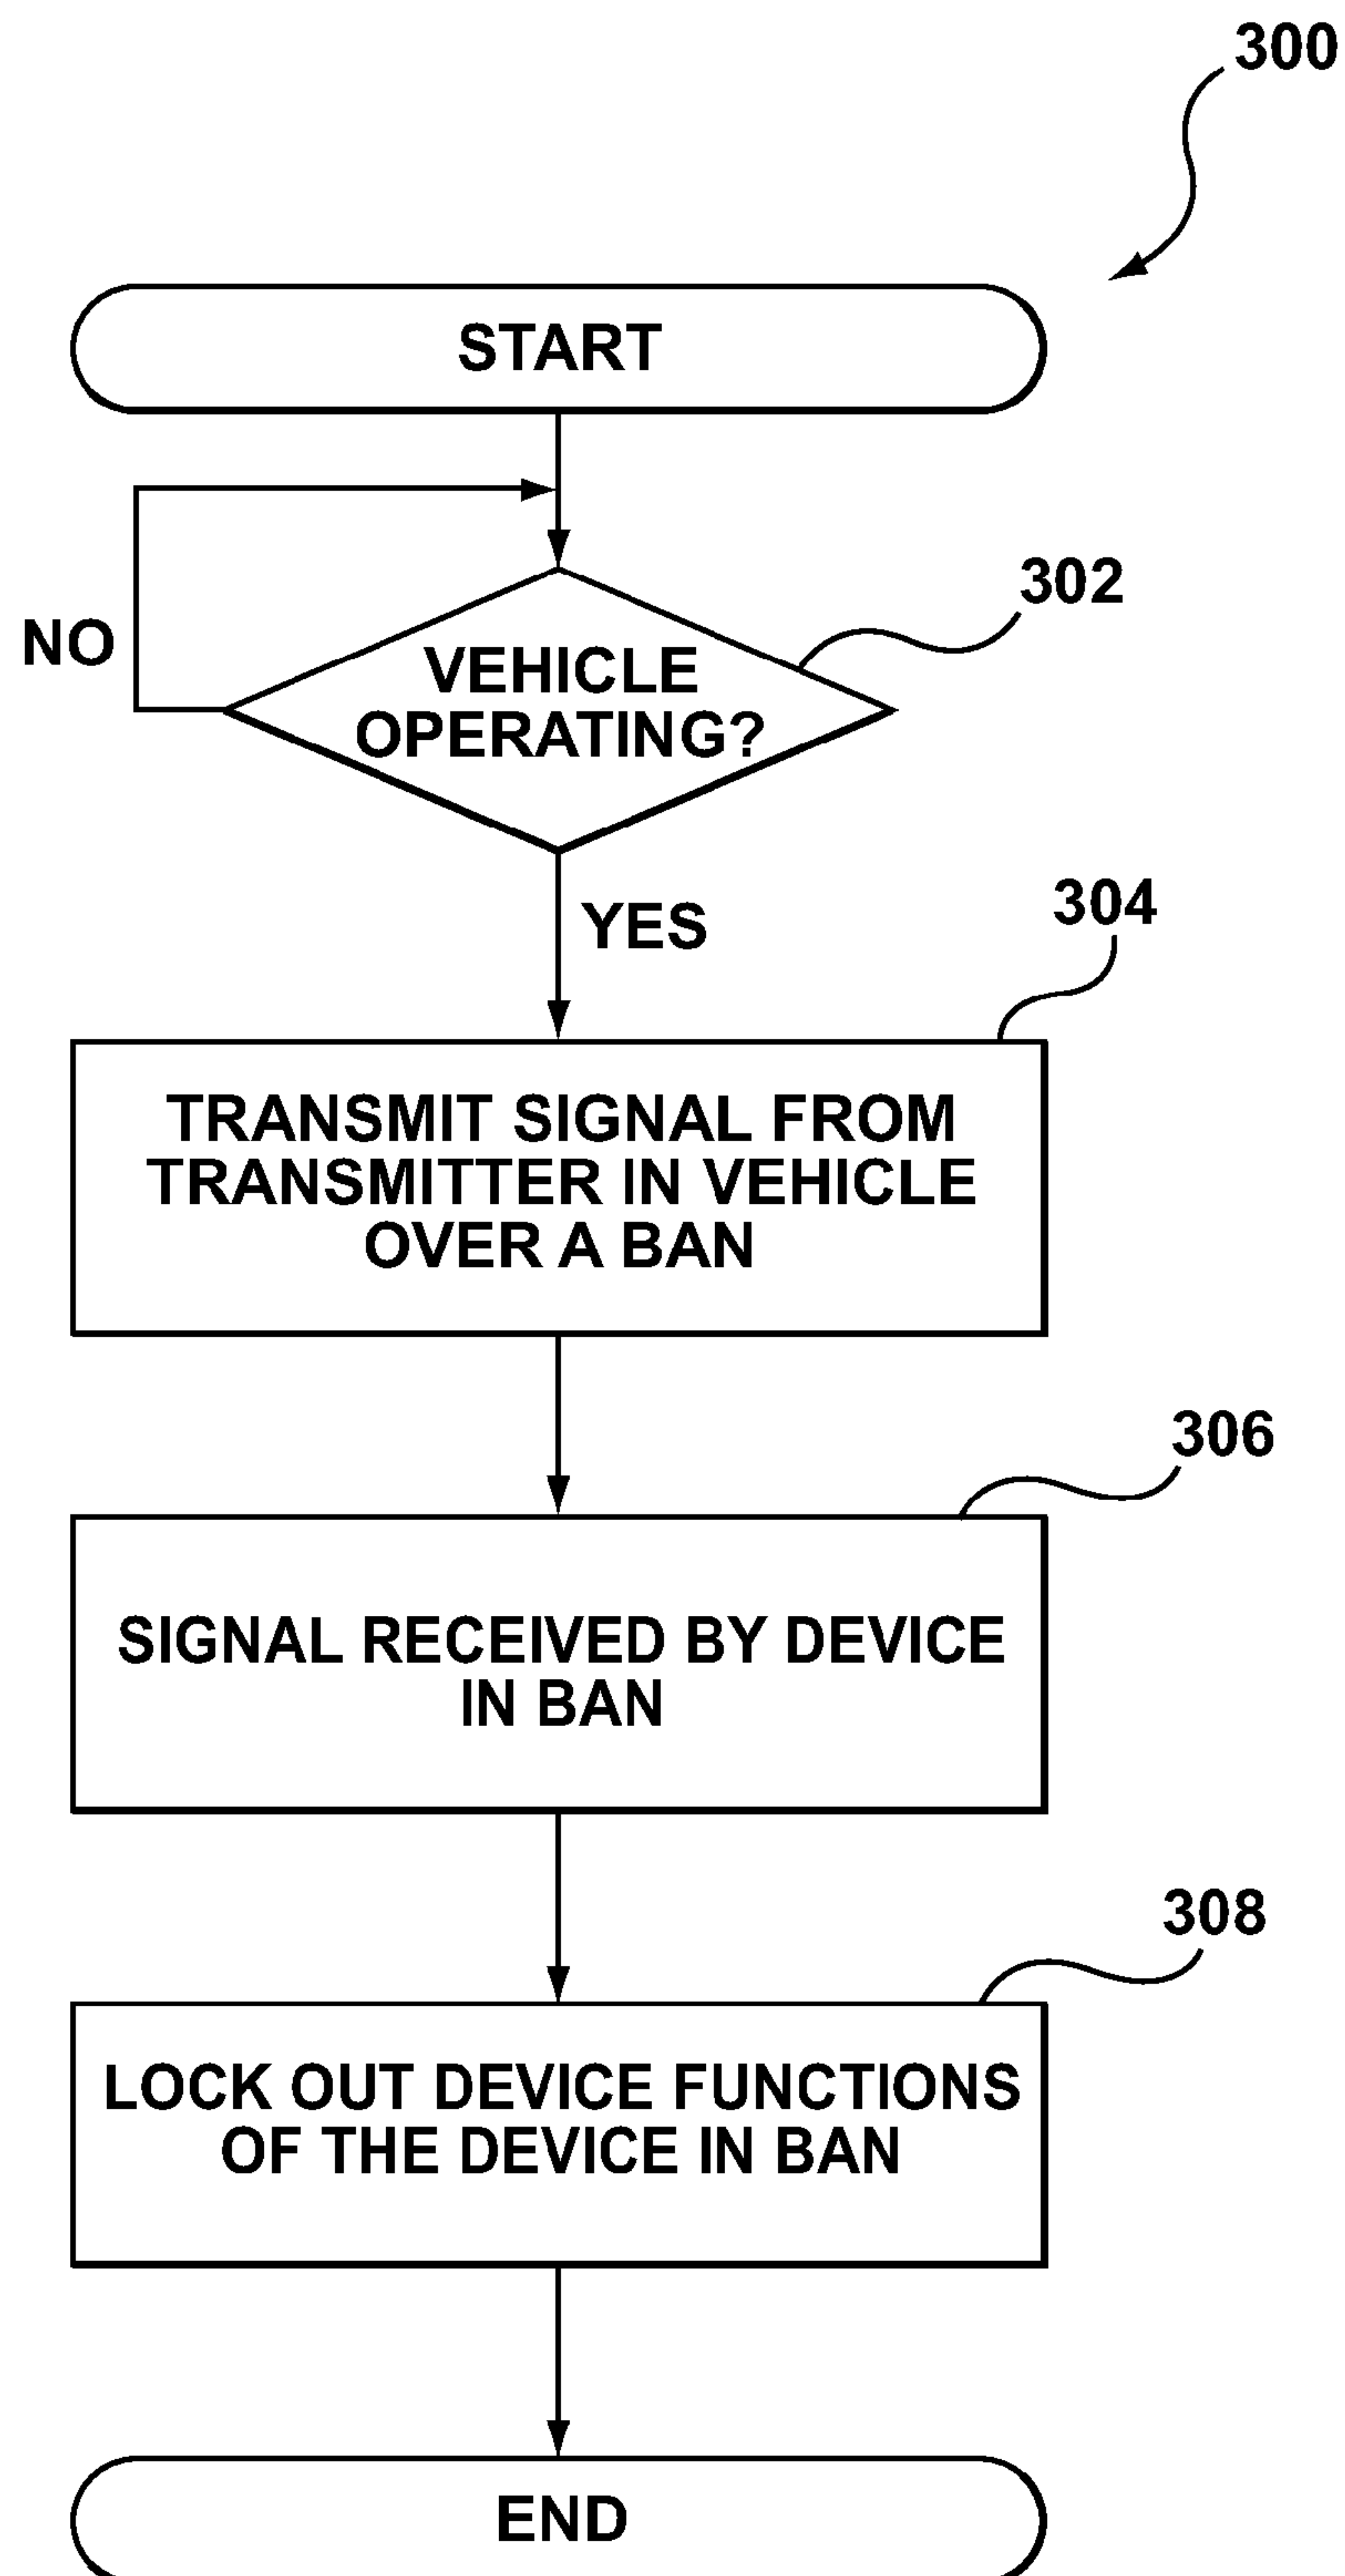 300
START
302
NO
VEHICLE
OPERATING?
304
YES
TRANSMIT SIGNAL FROM
TRANSMITTER IN VEHICLE
OVER A BAN
306
SIGNAL RECEIVED BY DEVICE
IN BAN
308
LOCK OUT DEVICE FUNCTIONS
OF THE DEVICE IN BAN
END